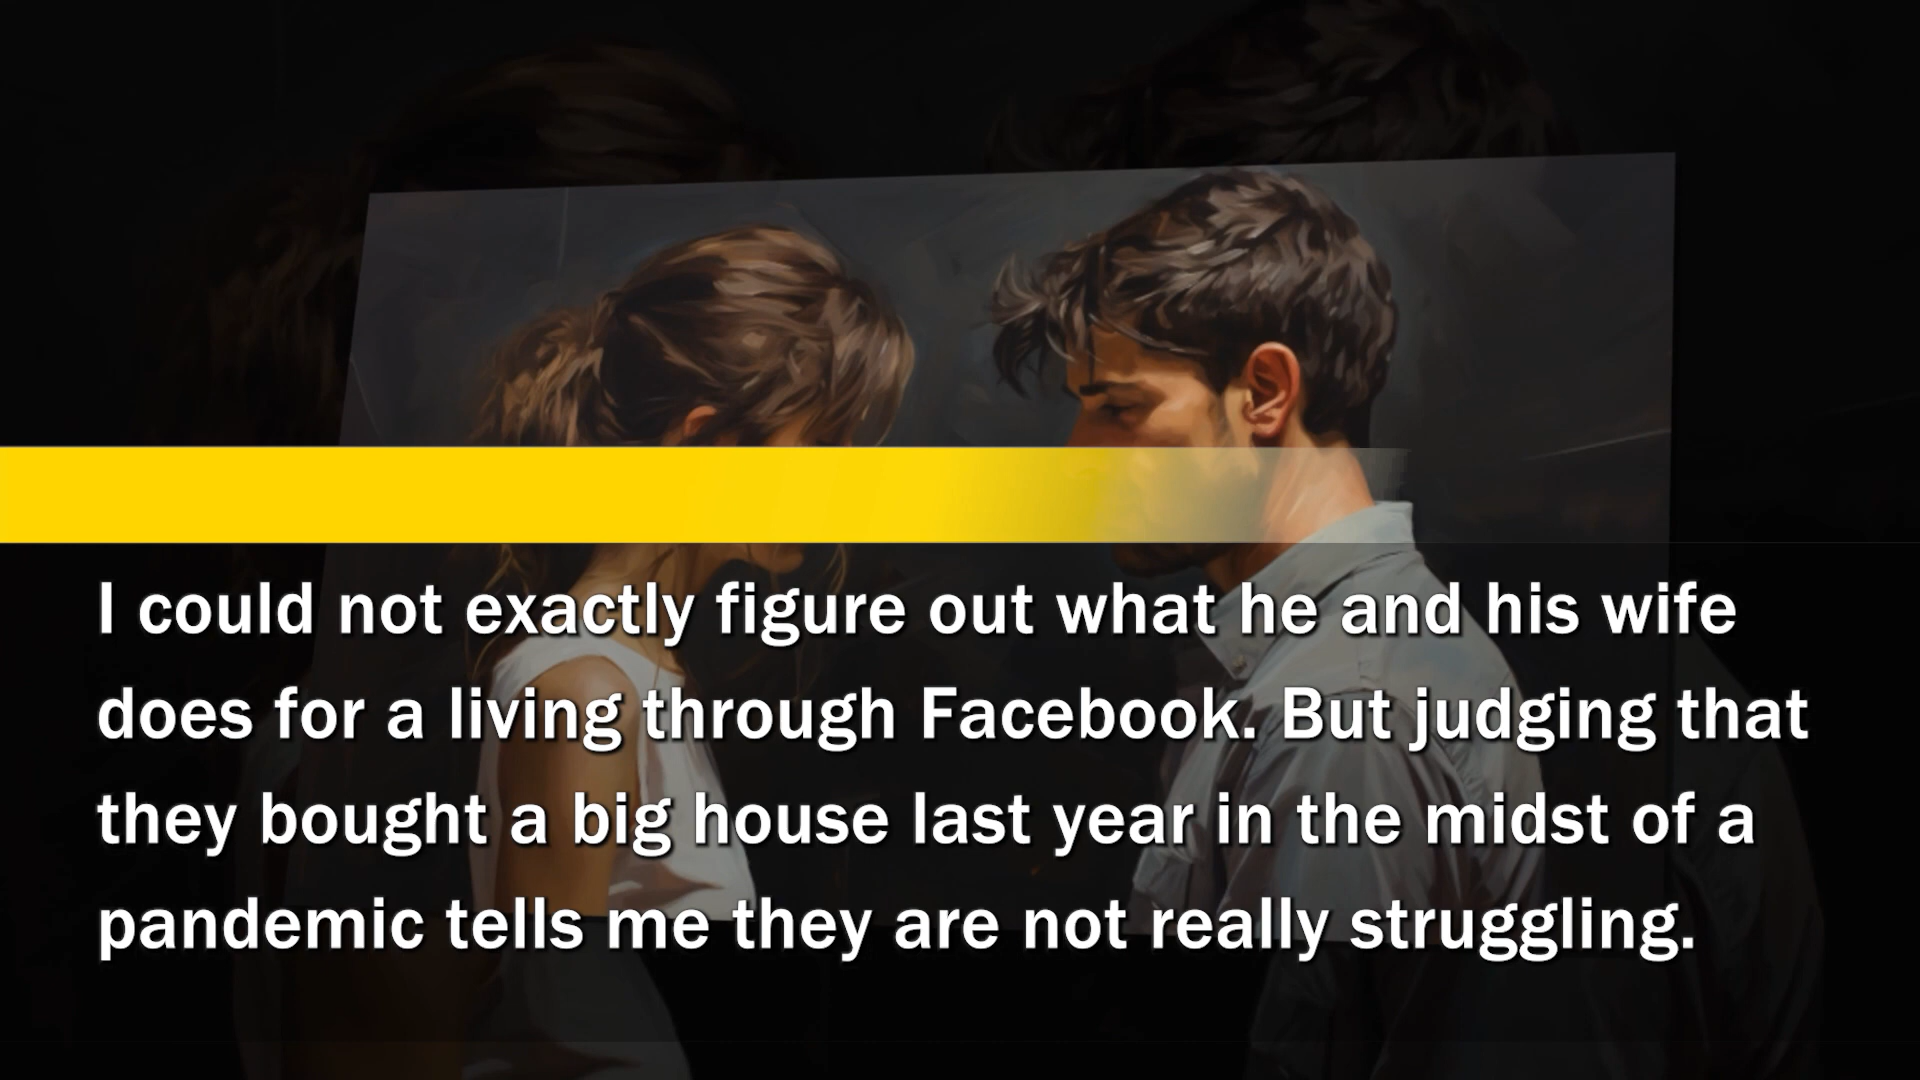 I could not exactly figure out what he and his wife
does for a living through Facebook. But judging that
they bought a big house last year in the midst of a
pandemic tells me they are not really struggling.